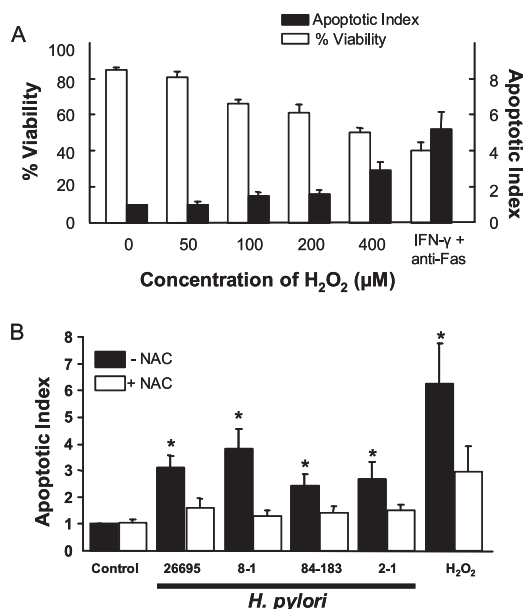 A
Apoptotic Index
% Viability
100
80
60
40
20
0
% Viability
8
6
4
2
0
Apoptotic Index
0 50 100 200 400 IFN-γ +
anti-Fas
Concentration of H₂O₂ (µM)
B
8
7
6
5
4
3
2
1
0
Apoptotic Index
- NAC
+ NAC
*
*
*
*
*
Control 26695 8-1 84-183 2-1 H₂O₂
H. pylori